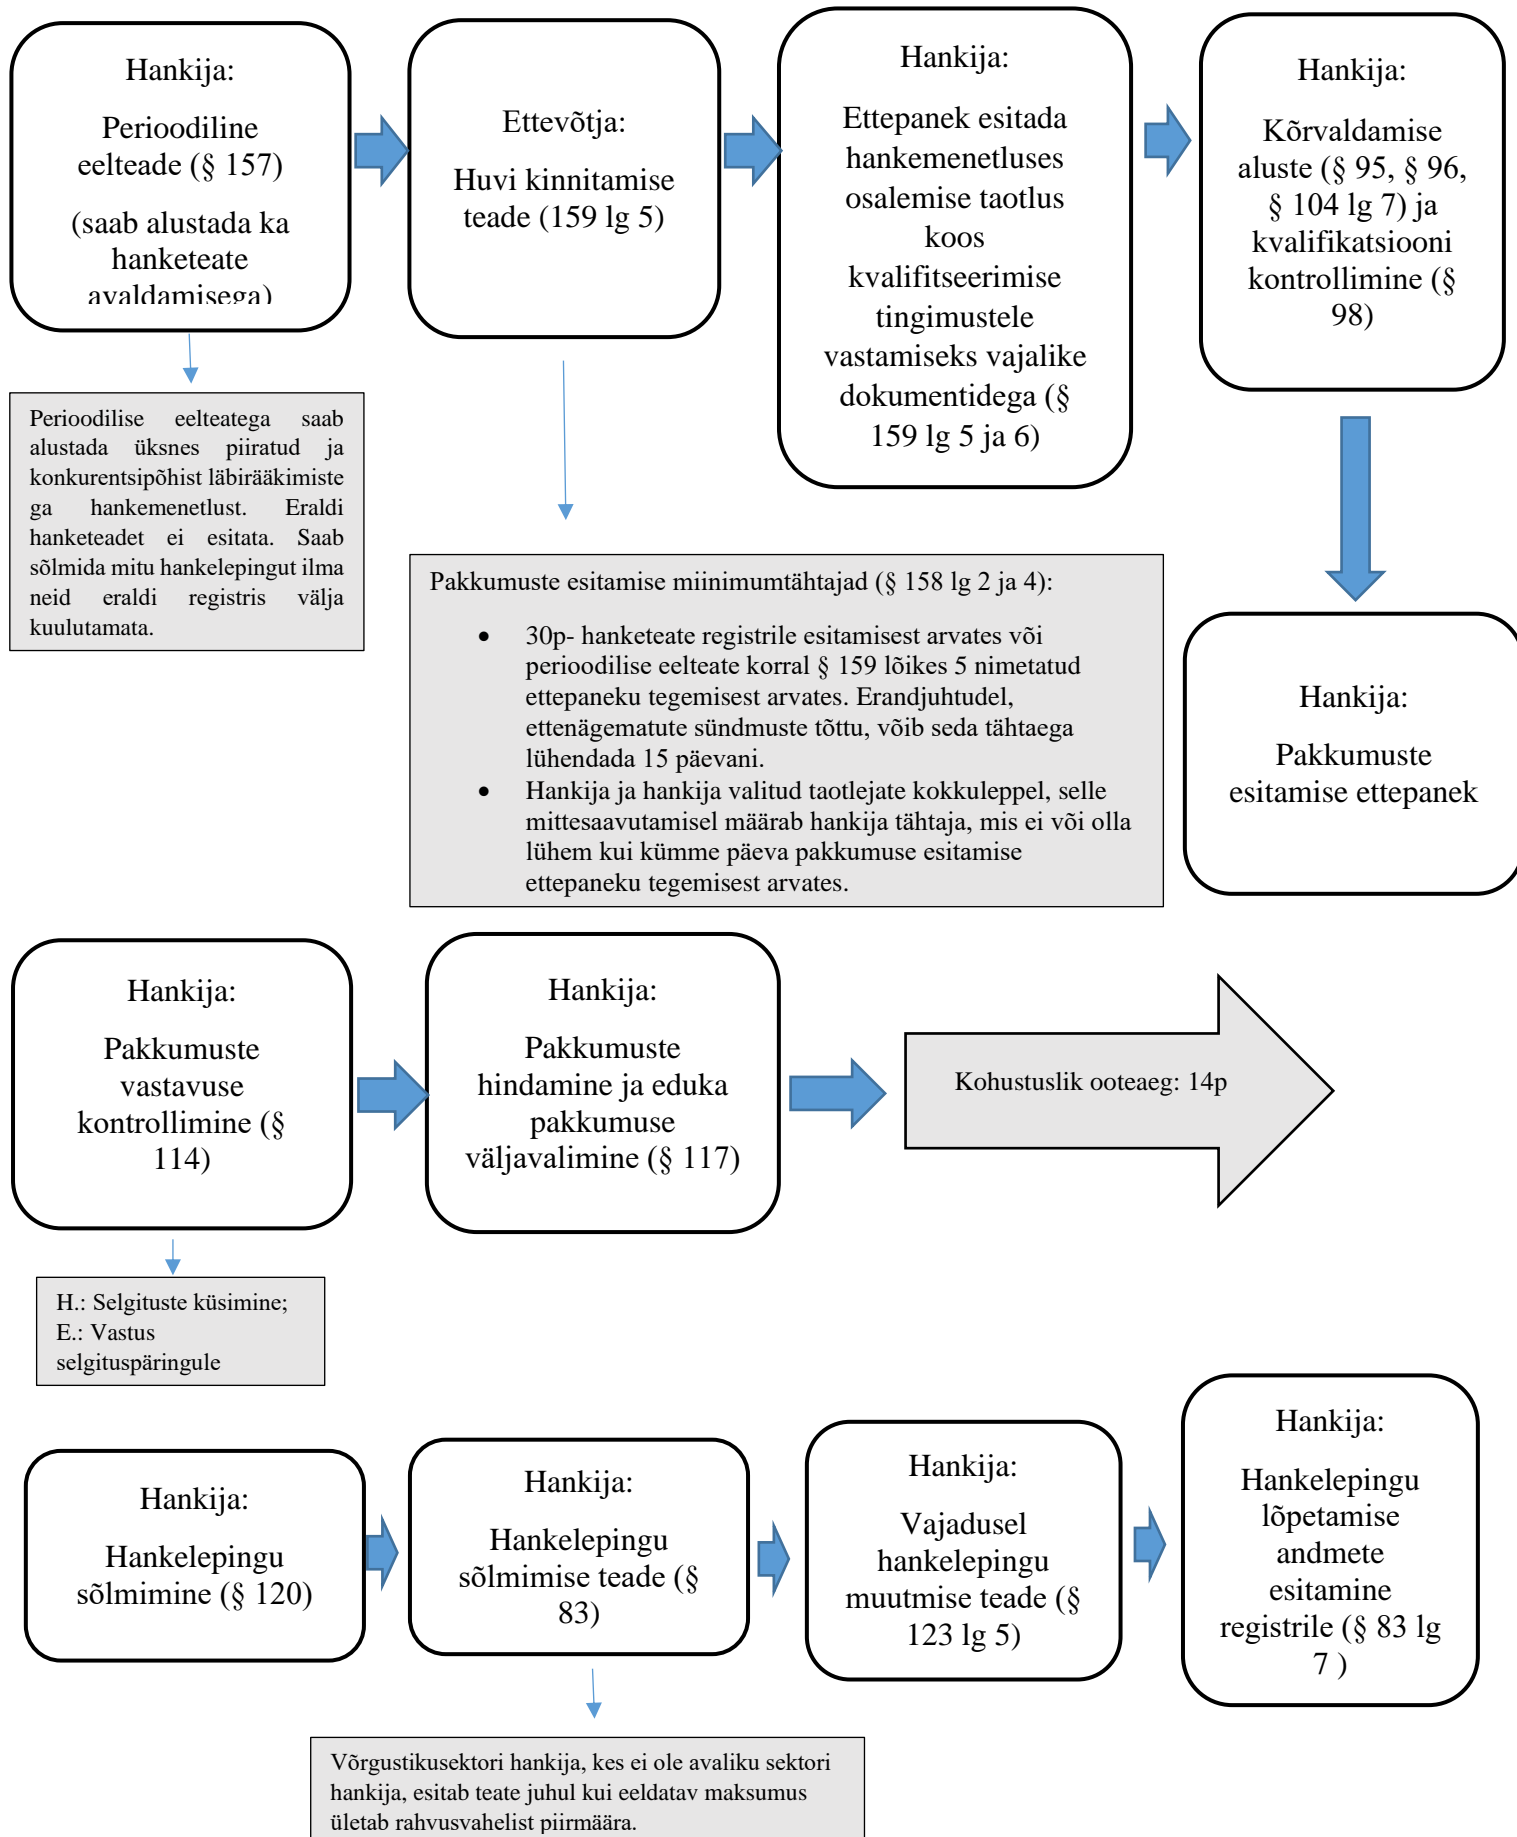 Hankija:
Perioodiline
eelteade (§ 157)
(saab alustada ka
hanketeate
avaldamisega)
Ettevõtja:
Huvi kinnitamise
teade (159 lg 5)
Hankija:
Ettepanek esitada
hankemenetluses
osalemise taotlus
koos
kvalifitseerimise
tingimustele
vastamiseks vajalike
dokumentidega (§
159 lg 5 ja 6)
Hankija:
Kõrvaldamise
aluste (§ 95, § 96,
§ 104 lg 7) ja
kvalifikatsiooni
kontrollimine (§
98)
Perioodilise eelteatega saab
alustada üksnes piiratud ja
konkurentsipõhist läbirääkimiste
ga hankemenetlust. Eraldi
hanketeadet ei esitata. Saab
sõlmida mitu hankelepingut ilma
neid eraldi registris välja
kuulutamata.
Pakkumuste esitamise miinimumtähtajad (§ 158 lg 2 ja 4):
• 30p- hanketeate registrile esitamisest arvates või
perioodilise eelteate korral § 159 lõikes 5 nimetatud
ettepaneku tegemisest arvates. Erandjuhtudel,
ettenägematute sündmuste tõttu, võib seda tähtaega
lühendada 15 päevani.
• Hankija ja hankija valitud taotlejate kokkuleppel, selle
mittesaavutamisel määrab hankija tähtaja, mis ei või olla
lühem kui kümme päeva pakkumuse esitamise
ettepaneku tegemisest arvates.
Hankija:
Pakkumuste
esitamise ettepanek
Hankija:
Pakkumuste
vastavuse
kontrollimine (§
114)
Hankija:
Pakkumuste
hindamine ja eduka
pakkumuse
väljavalimine (§ 117)
Kohustuslik ooteaeg: 14p
H.: Selgituste küsimine;
E.: Vastus
selgituspäringule
Hankija:
Hankelepingu
sõlmimine (§ 120)
Hankija:
Hankelepingu
sõlmimise teade (§
83)
Hankija:
Vajadusel
hankelepingu
muutmise teade (§
123 lg 5)
Hankija:
Hankelepingu
lõpetamise
andmete
esitamine
registrile (§ 83 lg
7 )
Võrgustikusektori hankija, kes ei ole avaliku sektori
hankija, esitab teate juhul kui eeldatav maksumus
ületab rahvusvahelist piirmäära.